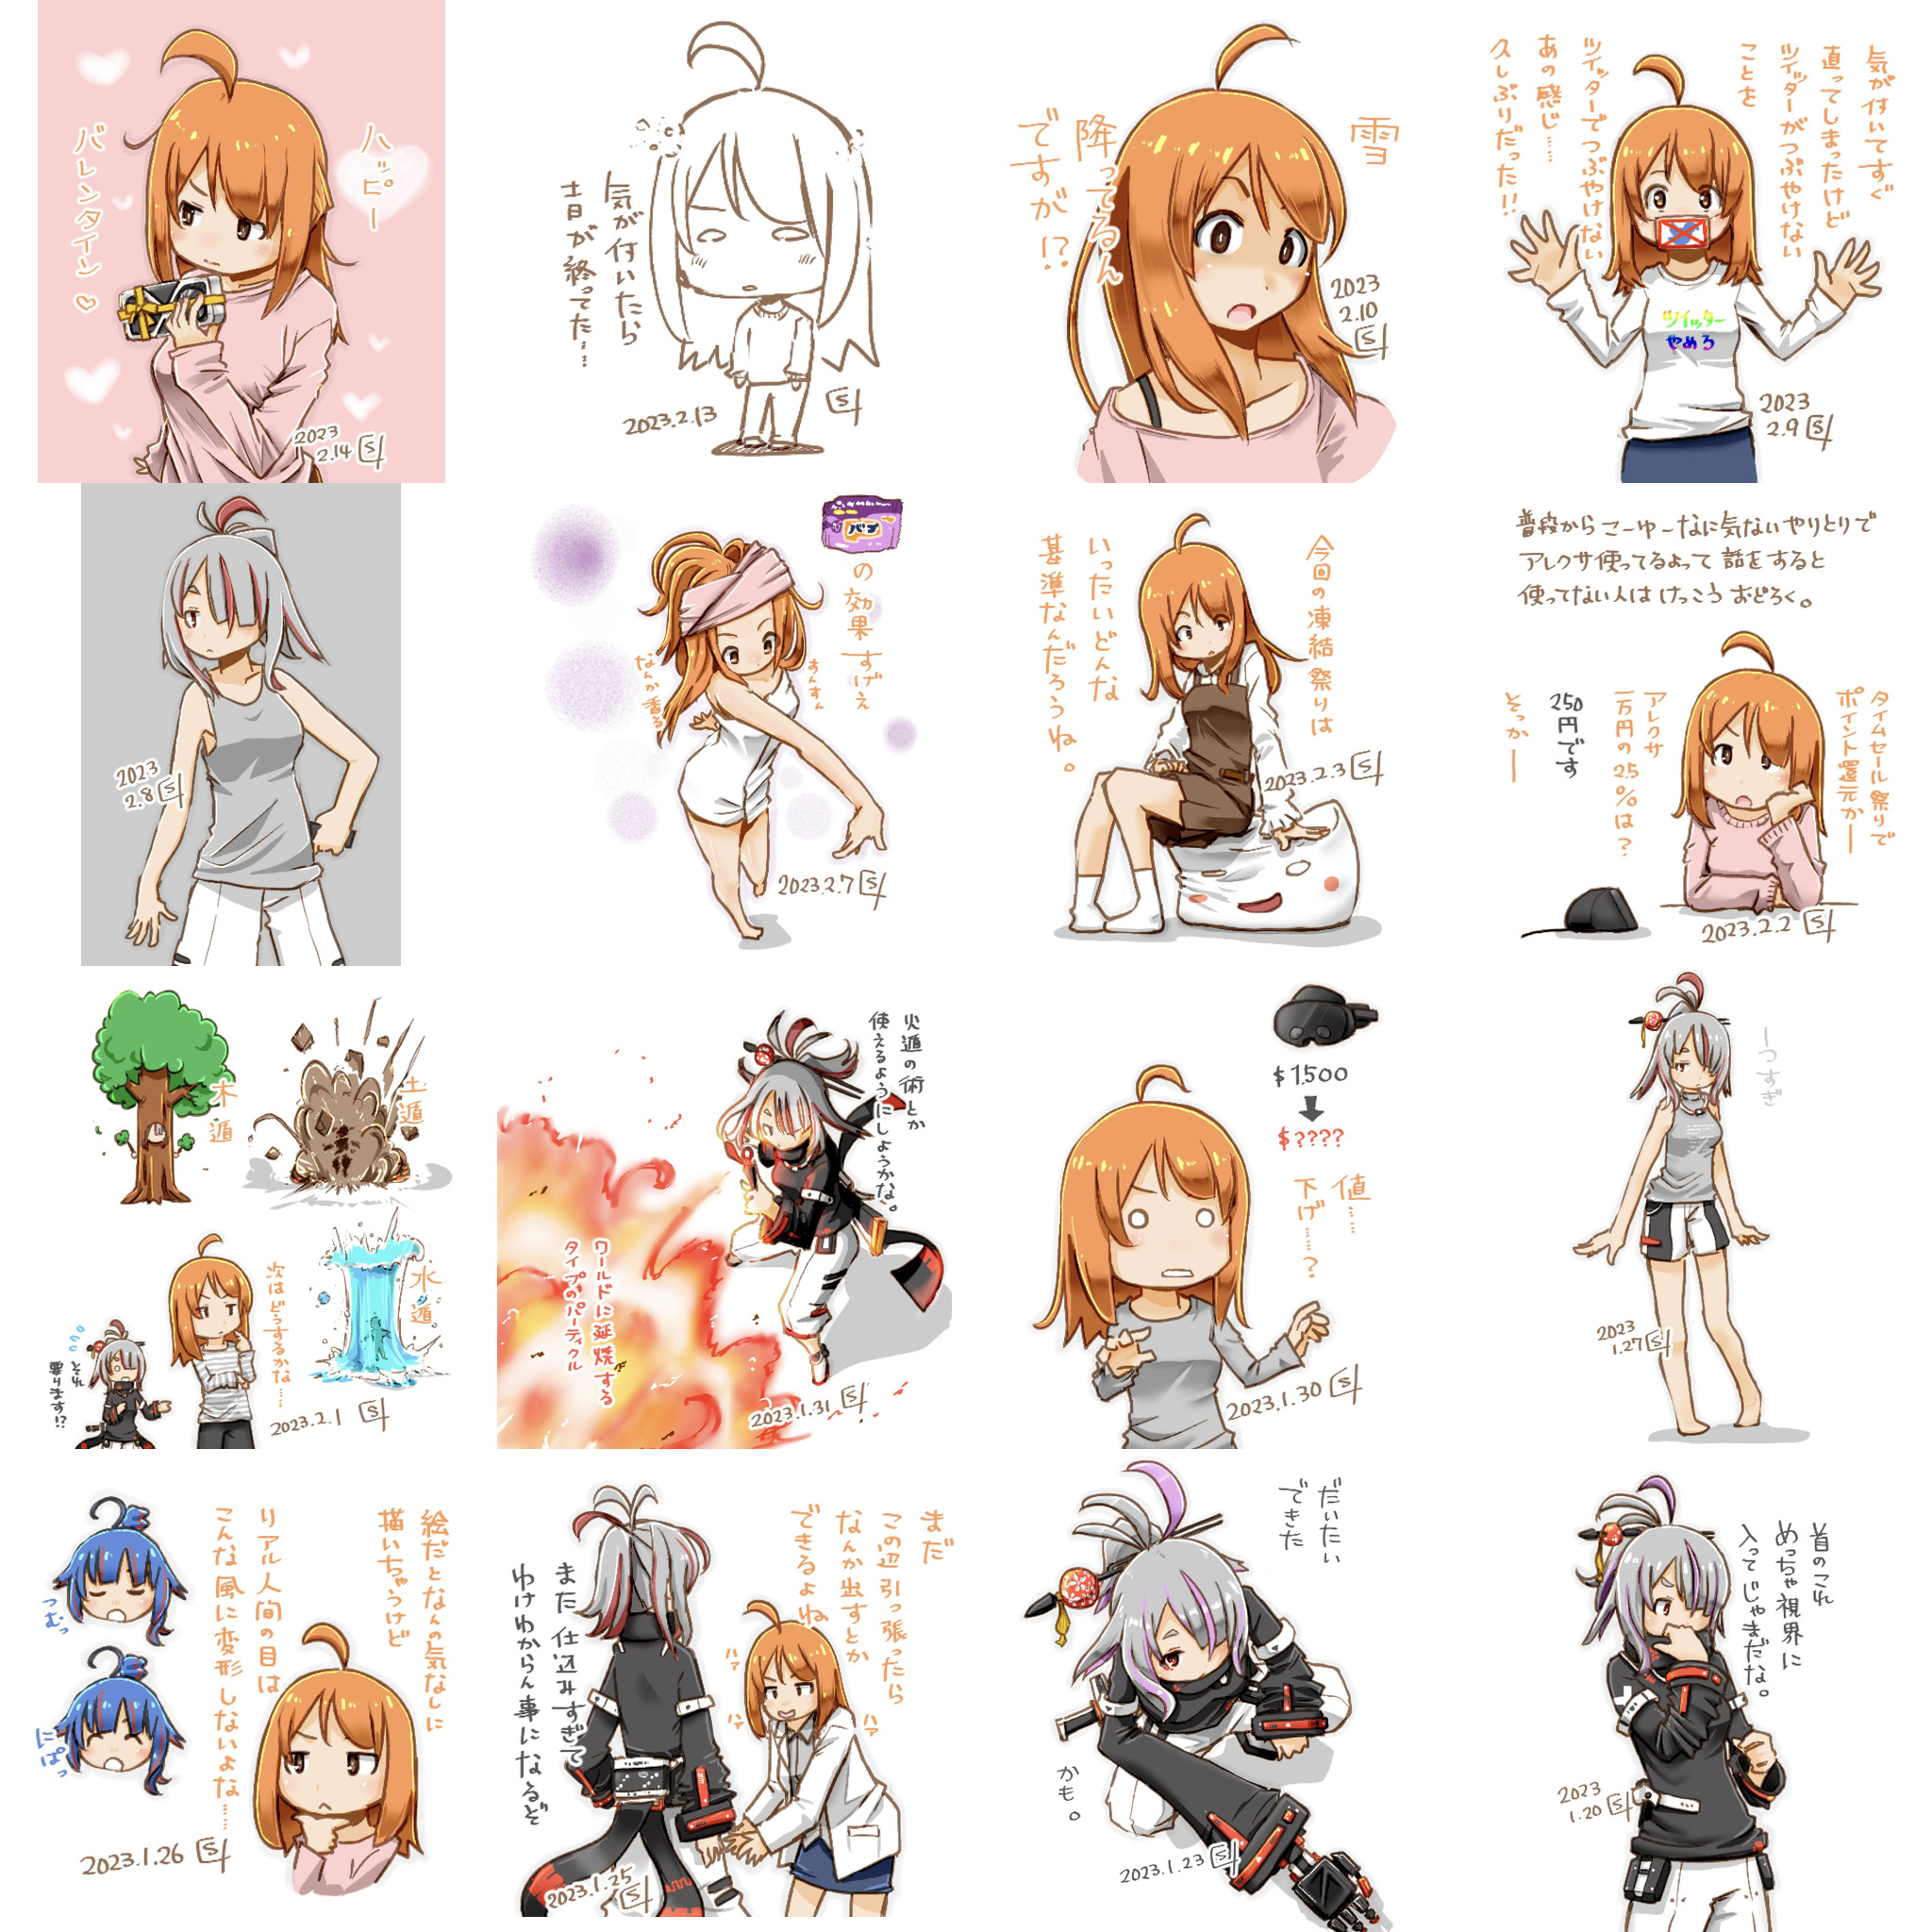 ハッピー
バレンタイン♡
2023
2.14 S
気が付いたら
土日が終ってた…
2023.2.13 S
雪
降ってるん
ですが!?
2023
2.10
S
気が付いてすぐ
直ってしまったけど
ツイッターがつぶやけない
ことを
ツイッターでつぶやけない
あの感じ……
久しぶりだった!!
ツイッター
やめろ
2023
2.9 S
2023
2.8 S
バブ
の効果すげえ
すんすん
なんか香る
2023.2.7 S
今回の凍結祭りは
いったいどんな
基準なんだろうね。
2023.2.3 S
普段からこーゆーなに気ないやりとりで
アレクサ使ってるよって話をすると
使ってない人はけっこうおどろく。
タイムセール祭りで
ポイント還元かー
アレクサ
一万円の2.5%は?
250
円です
そっかー
2023.2.2 S
木遁
土遁
水遁
次はどうするかな……
それ
要ります!?
2023.2.1 S
火遁の術とか
使えるようにしようかな。
ワールドに延焼する
タイプのパーティクル
2023.1.31 S
$1,500
$????
値……
下げ……?
2023.1.30 S
ーつすぎ
2023
1.27 S
絵だとなんの気なしに
描いちゃうけど
リアル人間の目は
こんな風に変形しないよな……
つむっ
にぱっ
2023.1.26 S
まだ
この辺引っ張ったら
なんか出すとか
できるよね
ハァ
ハァ
ハァ
また仕込みすぎて
わけわからん事になるぞ
2023.1.25 S
だいたい
できた
かも。
2023.1.23 S
首のこれ
めっちゃ視界に
入ってじゃまだな。
2023
1.20 S